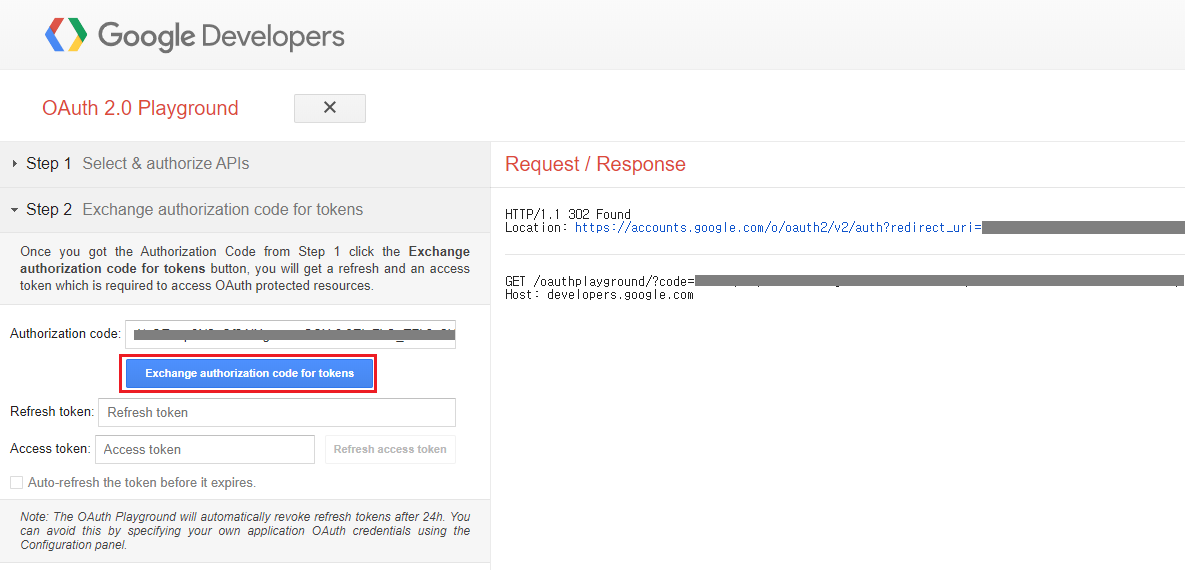 Google Developers
OAuth 2.0 Playground
Step 1 Select & authorize APIs
Step 2 Exchange authorization code for tokens
Once you got the Authorization Code from Step 1 click the Exchange
authorization code for tokens button, you will get a refresh and an access
token which is required to access OAuth protected resources.
Authorization code:
Exchange authorization code for tokens
Refresh token: Refresh token
Access token: Access token Refresh access token
Auto-refresh the token before it expires.
Note: The OAuth Playground will automatically revoke refresh tokens after 24h. You
can avoid this by specifying your own application OAuth credentials using the
Configuration panel.
Request / Response
HTTP/1.1 302 Found
Location: https://accounts.google.com/o/oauth2/v2/auth?redirect_uri=
GET /oauthplayground/?code=
Host: developers.google.com